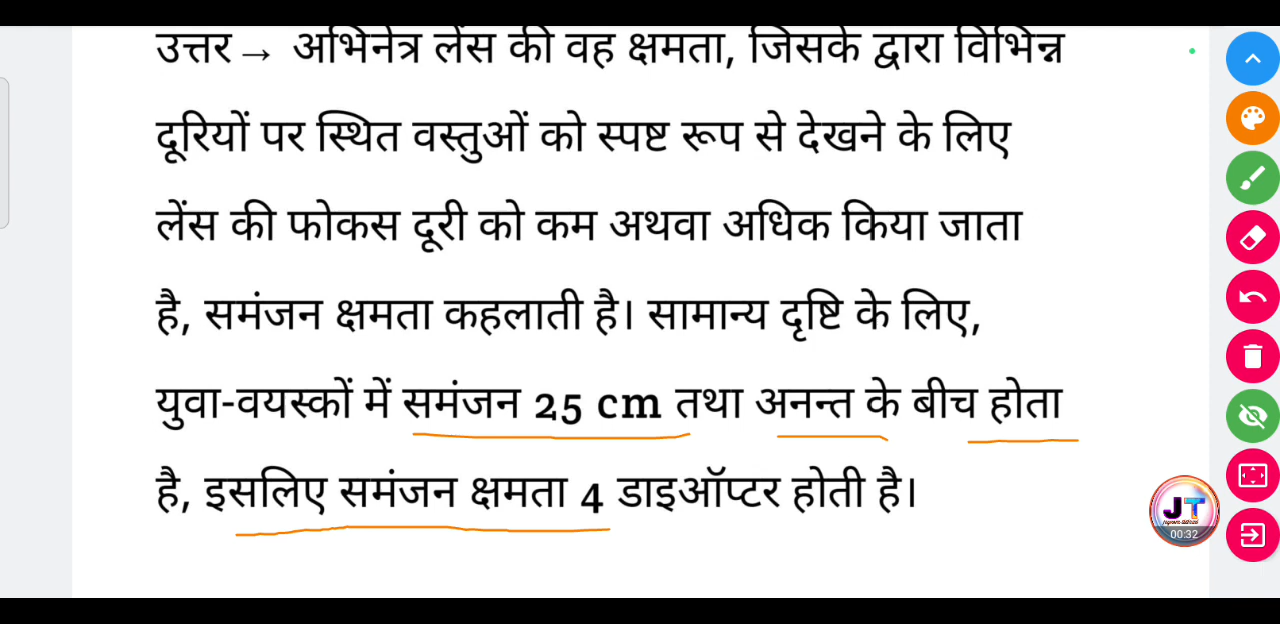 उत्तर→ अभिनेत्र लेंस की वह क्षमता, जिसके द्वारा विभिन्न
दूरियों पर स्थित वस्तुओं को स्पष्ट रूप से देखने के लिए
लेंस की फोकस दूरी को कम अथवा अधिक किया जाता
है, समंजन क्षमता कहलाती है। सामान्य दृष्टि के लिए,
युवा-वयस्कों में समंजन 25 cm तथा अनन्त के बीच होता
है, इसलिए समंजन क्षमता 4 डाइऑप्टर होती है।
JT
00:32